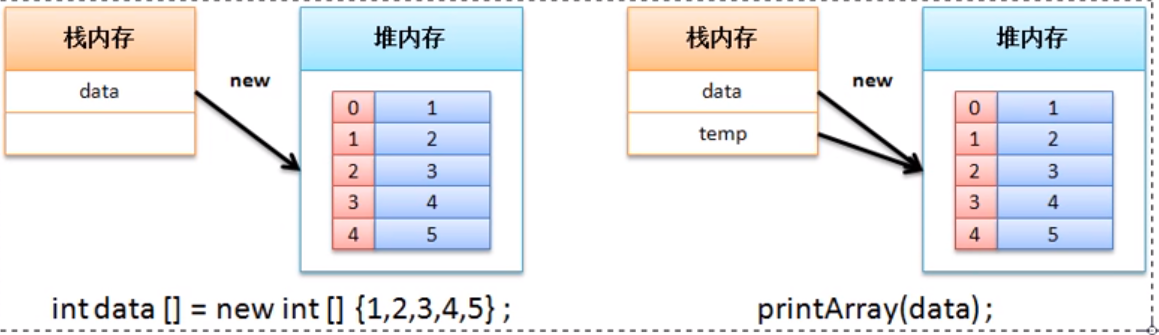 栈内存
堆内存
data
new
0 1
1 2
2 3
3 4
4 5
int data [] = new int [] {1,2,3,4,5} ;
栈内存
堆内存
data
temp
new
0 1
1 2
2 3
3 4
4 5
printArray(data) ;